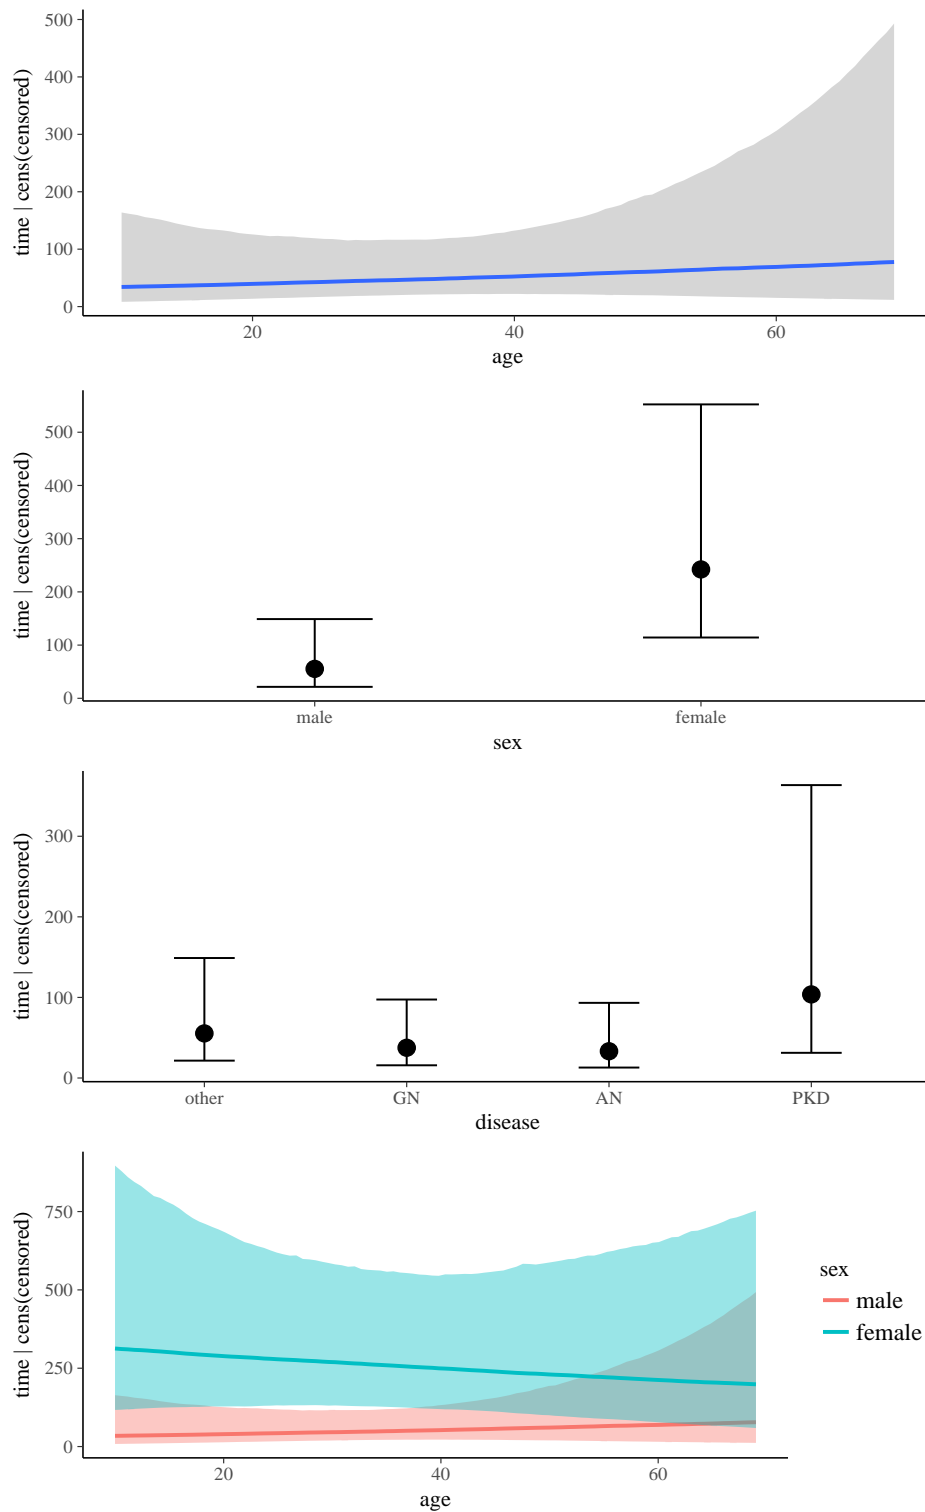 500
400
300
200
100
0
time | cens(censored)
20 40 60
age
500
400
300
200
100
0
time | cens(censored)
male female
sex
300
200
100
0
time | cens(censored)
other GN AN PKD
disease
750
500
250
0
time | cens(censored)
20 40 60
age
sex
male
female